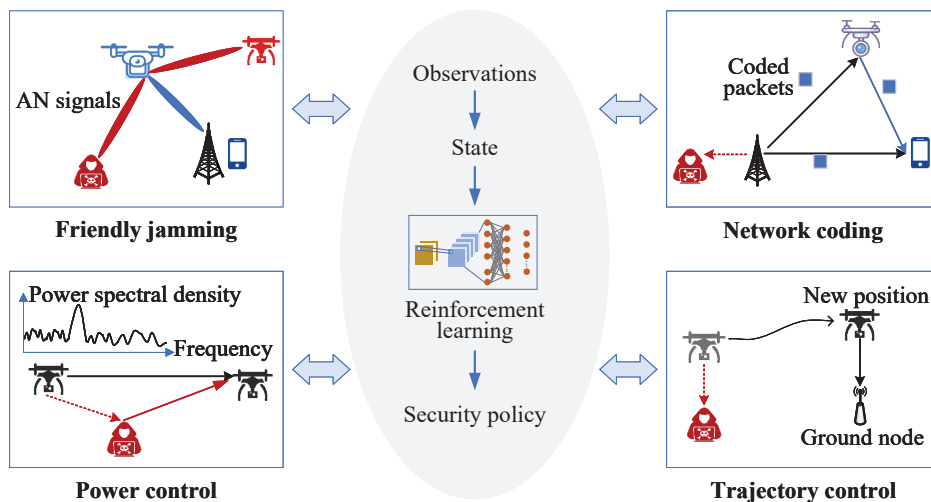 AN signals
Friendly jamming
Power spectral density
Frequency
Power control
Observations
State
Reinforcement
learning
Security policy
Coded
packets
Network coding
New position
Ground node
Trajectory control